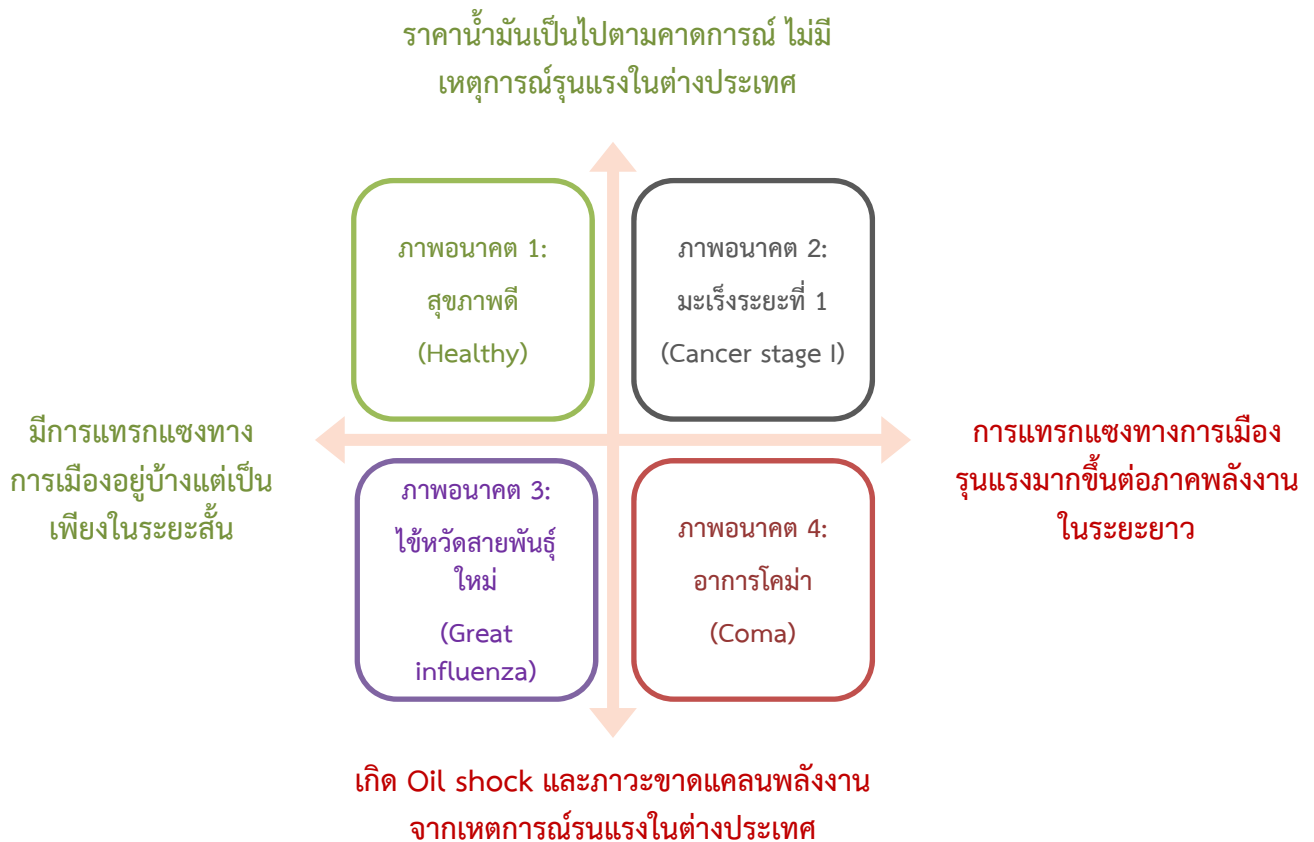 ราคาน้ำมันเป็นไปตามคาดการณ์ ไม่มี
เหตุการณ์รุนแรงในต่างประเทศ
ภาพอนาคต 1:
สุขภาพดี
(Healthy)
ภาพอนาคต 2:
มะเร็งระยะที่ 1
(Cancer stage I)
มีการแทรกแซงทาง
การเมืองอยู่บ้างแต่เป็น
เพียงในระยะสั้น
การแทรกแซงทางการเมือง
รุนแรงมากขึ้นต่อภาคพลังงาน
ในระยะยาว
ภาพอนาคต 3:
ไข้หวัดสายพันธุ์
ใหม่
(Great
influenza)
ภาพอนาคต 4:
อาการโคม่า
(Coma)
เกิด Oil shock และภาวะขาดแคลนพลังงาน
จากเหตการณ์รนแรงในต่างประเทศ